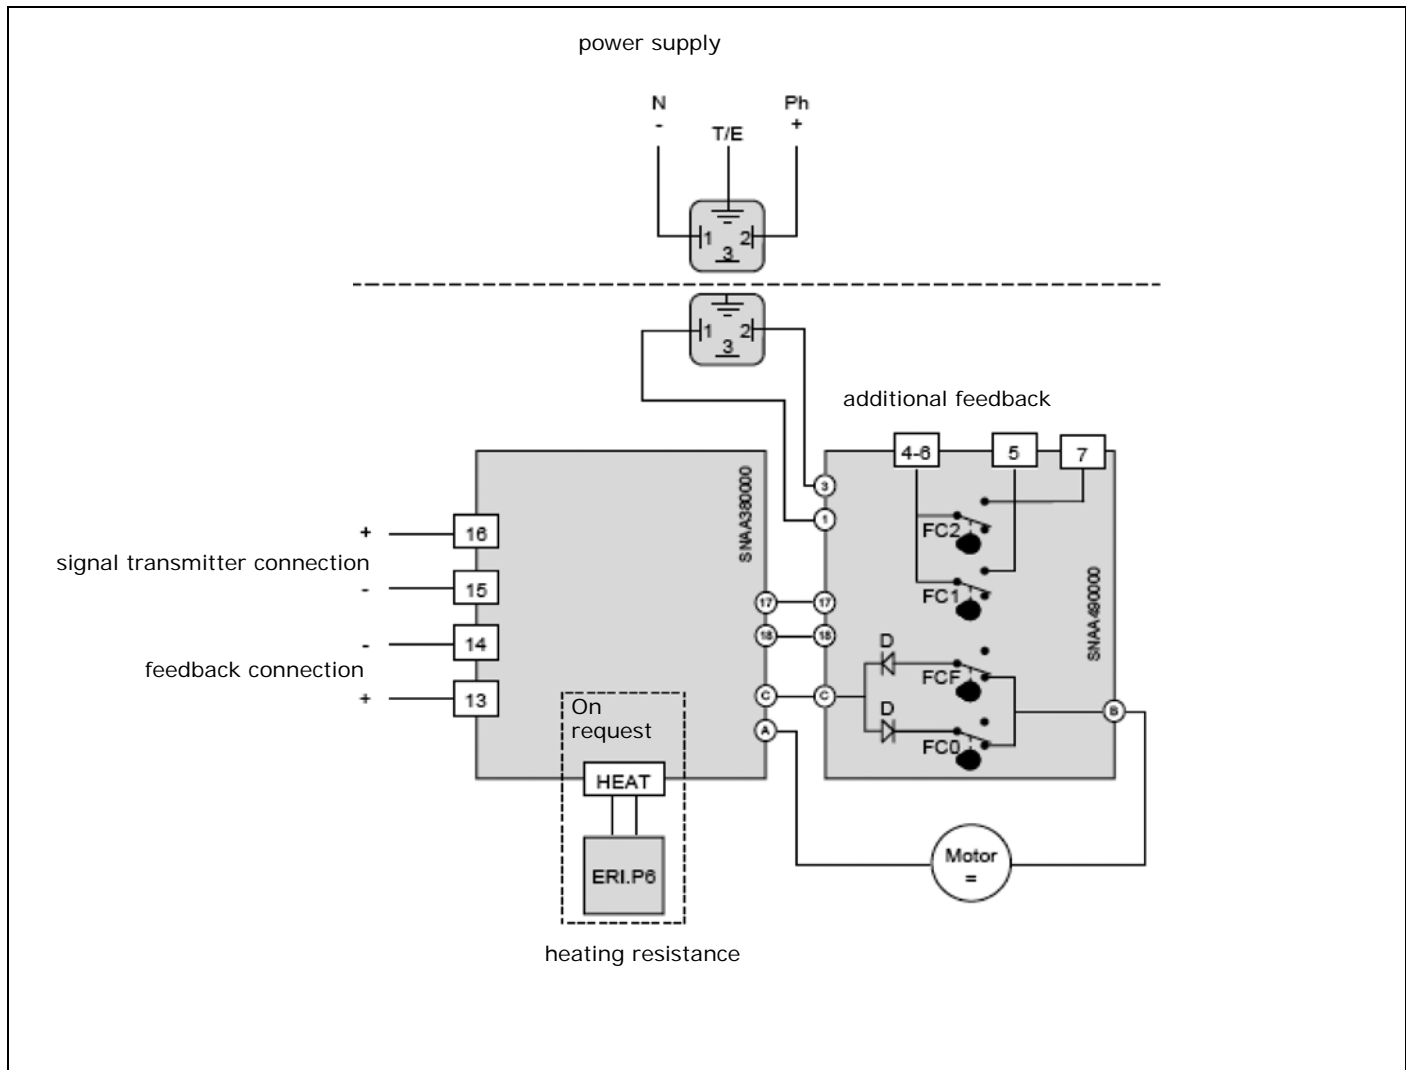 power supply
N
-
Ph
+
T/E
1
2
3
1
2
3
additional feedback
4-6
5
7
3
1
SNAA380000
FC2
FC1
SNAA490000
+
16
signal transmitter connection
-
15
-
14
feedback connection
+
13
17
17
18
18
C
C
A
D
FCF
D
FC0
B
On
request
HEAT
ERI.P6
heating resistance
Motor
=